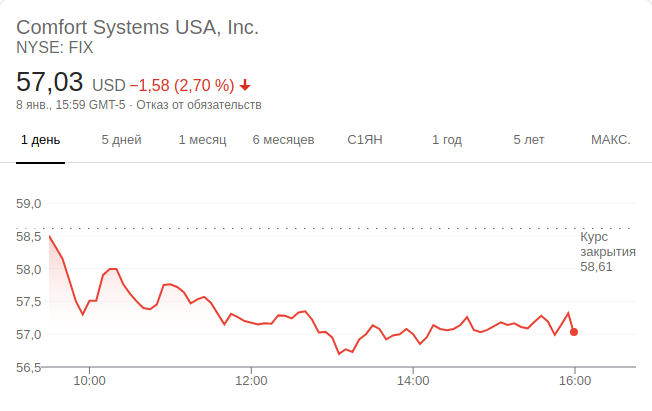 Comfort Systems USA, Inc.
NYSE: FIX
57,03 USD −1,58 (2,70 %)
8 янв., 15:59 GMT-5 · Отказ от обязательств
1 день 5 дней 1 месяц 6 месяцев С1ЯН 1 год 5 лет МАКС.
59,0
58,5
Курс
закрытия
58,61
58,0
57,5
57,0
56,5
10:00 12:00 14:00 16:00